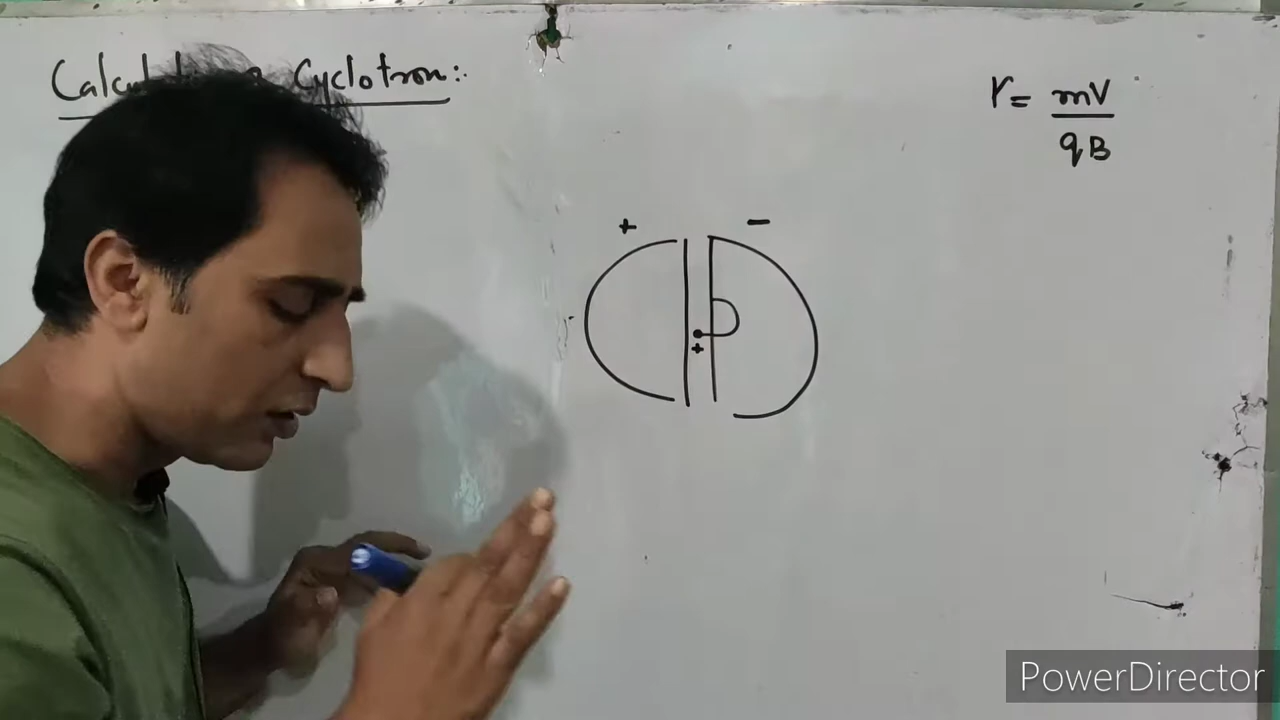 Cyclotron:
r = mV
qB
+ −
+
PowerDirector